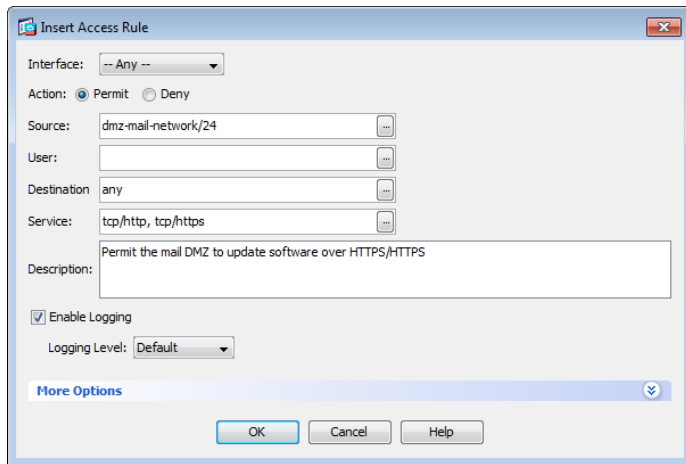 Insert Access Rule
Interface: -- Any --
Action: Permit Deny
Source: dmz-mail-network/24 ...
User: ...
Destination any ...
Service: tcp/http, tcp/https ...
Permit the mail DMZ to update software over HTTPS/HTTPS
Description:
Enable Logging
Logging Level: Default
More Options
OK Cancel Help